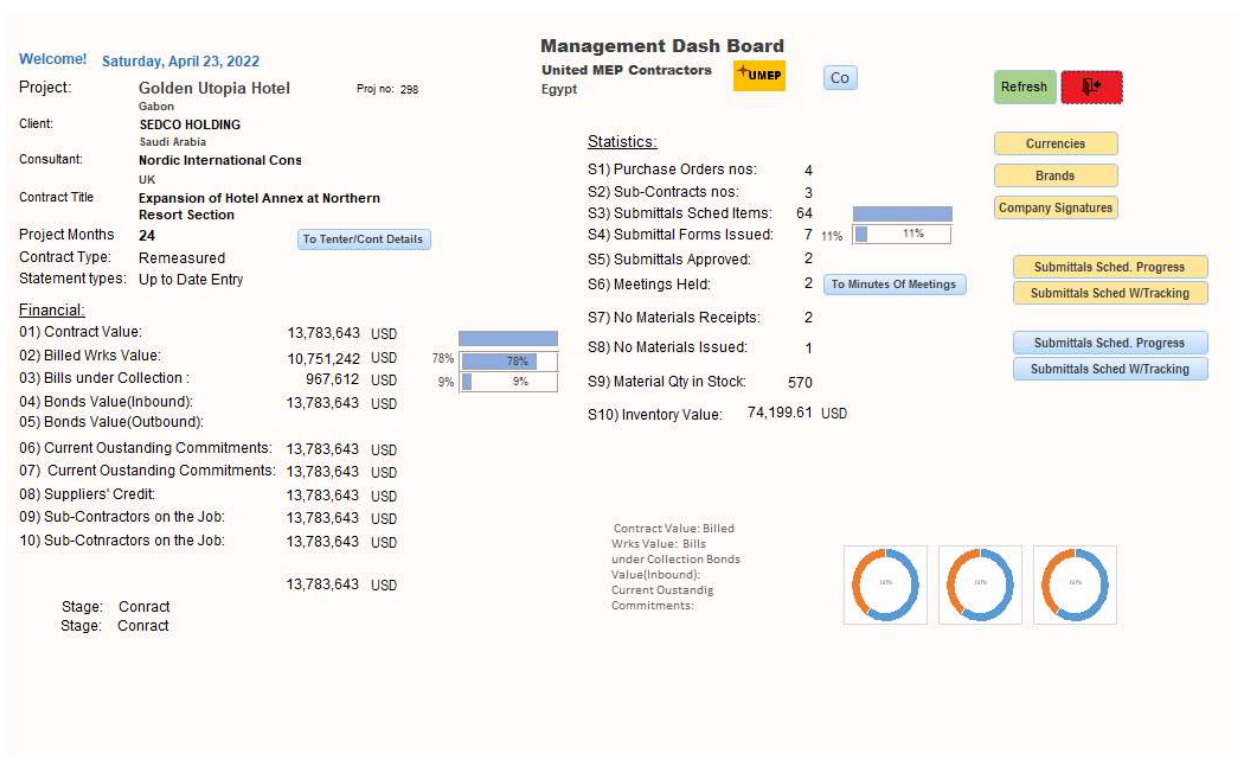 Management Dash Board
Welcome! Saturday, April 23, 2022
United MEP Contractors UMEP Co
Egypt
Project: Golden Utopia Hotel Proj no: 298
Gabon
Refresh
Client: SEDCO HOLDING
Saudi Arabia
Consultant: Nordic International Cons
UK
Contract Title Expansion of Hotel Annex at Northern
Resort Section
Project Months 24 To Tenter/Cont Details
Contract Type: Remeasured
Statement types: Up to Date Entry
Financial:
01) Contract Value: 13,783,643 USD
02) Billed Wrks Value: 10,751,242 USD 78% 78%
03) Bills under Collection : 967,612 USD 9% 9%
04) Bonds Value(Inbound): 13,783,643 USD
05) Bonds Value(Outbound):
06) Current Oustanding Commitments: 13,783,643 USD
07) Current Oustanding Commitments: 13,783,643 USD
08) Suppliers' Credit: 13,783,643 USD
09) Sub-Contractors on the Job: 13,783,643 USD
10) Sub-Cotnractors on the Job: 13,783,643 USD
13,783,643 USD
Stage: Conract
Stage: Conract
Statistics:
S1) Purchase Orders nos: 4
S2) Sub-Contracts nos: 3
S3) Submittals Sched Items: 64
S4) Submittal Forms Issued: 7 11% 11%
S5) Submittals Approved: 2
S6) Meetings Held: 2 To Minutes Of Meetings
S7) No Materials Receipts: 2
S8) No Materials Issued: 1
S9) Material Qty in Stock: 570
S10) Inventory Value: 74,199.61 USD
Currencies
Brands
Company Signatures
Submittals Sched. Progress
Submittals Sched W/Tracking
Submittals Sched. Progress
Submittals Sched W/Tracking
Contract Value: Billed
Wrks Value: Bills
under Collection Bonds
Value(Inbound):
Current Oustandig
Commitments: